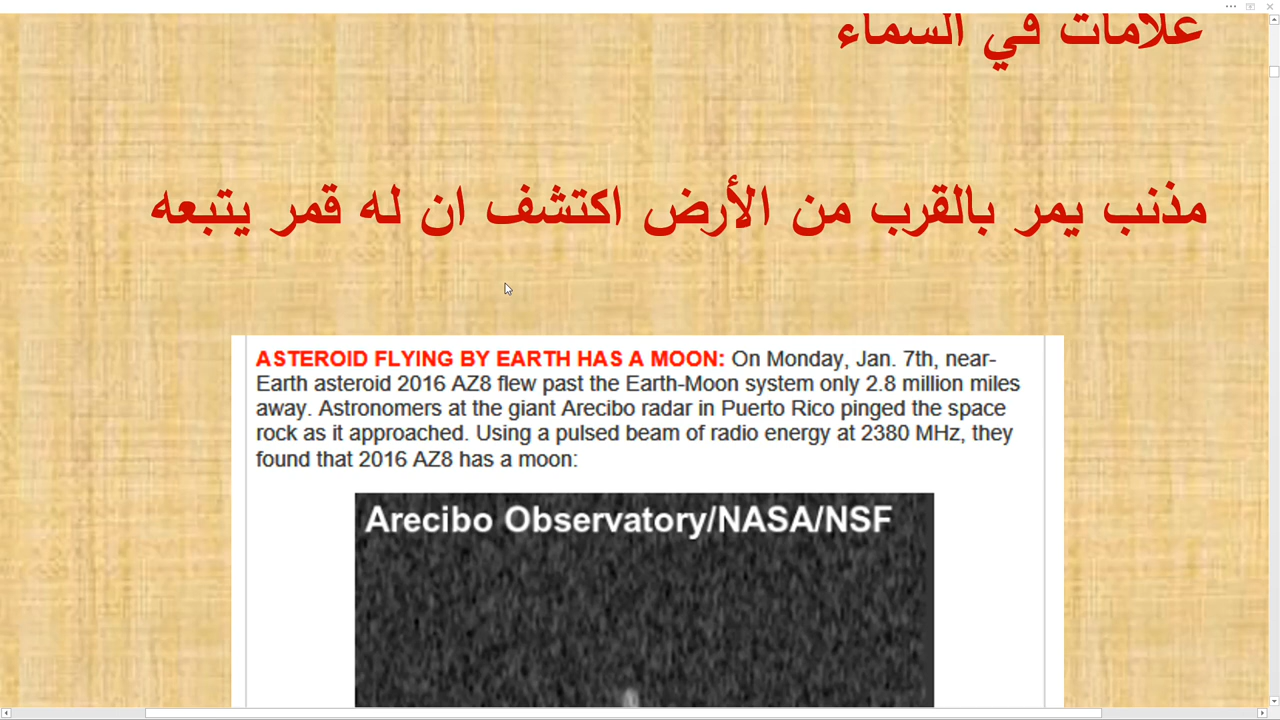 علامات في السماء
مذنب يمر بالقرب من الأرض اكتشف ان له قمر يتبعه
ASTEROID FLYING BY EARTH HAS A MOON: On Monday, Jan. 7th, near-
Earth asteroid 2016 AZ8 flew past the Earth-Moon system only 2.8 million miles
away. Astronomers at the giant Arecibo radar in Puerto Rico pinged the space
rock as it approached. Using a pulsed beam of radio energy at 2380 MHz, they
found that 2016 AZ8 has a moon:
Arecibo Observatory/NASA/NSF